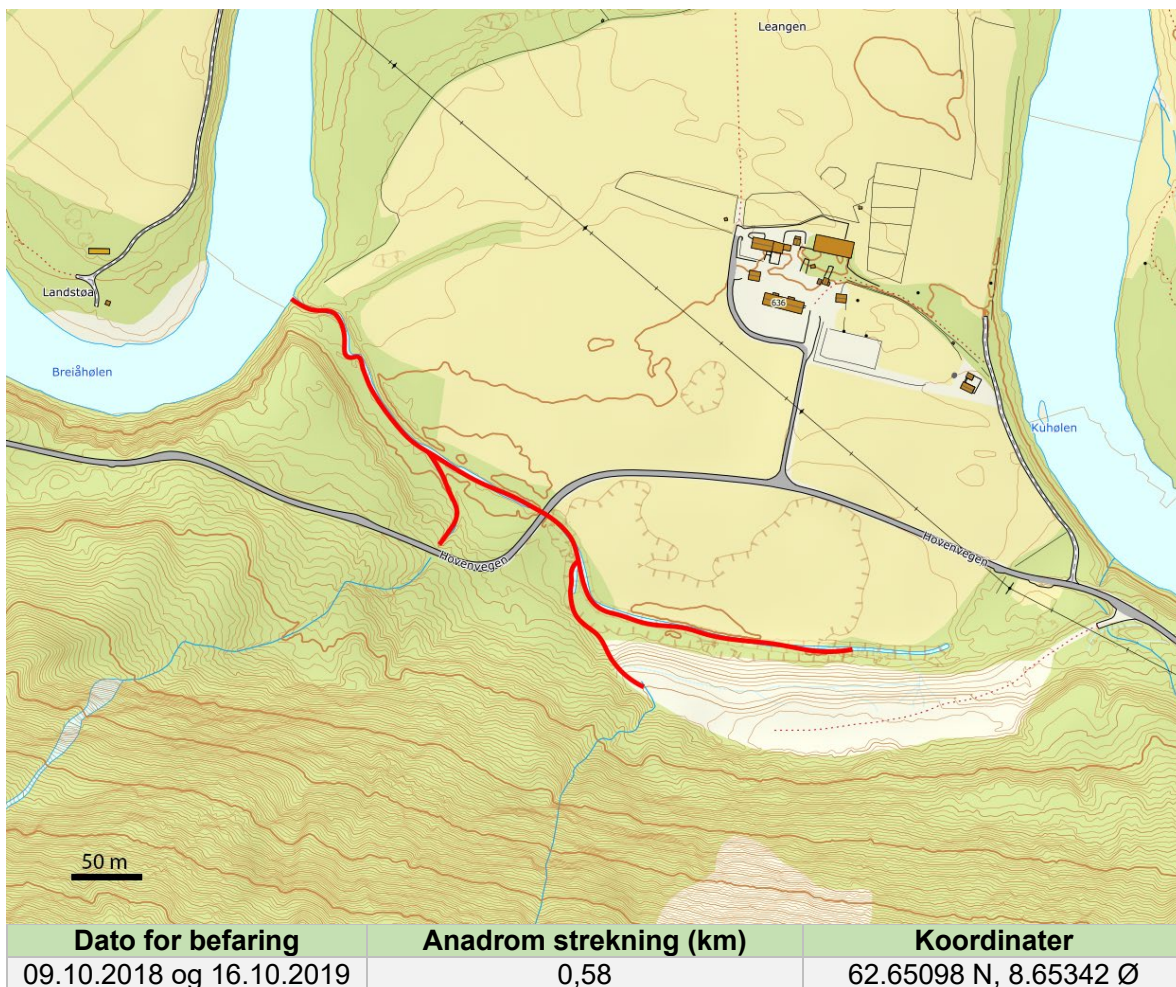 Leangen
636
Landstøa
Breiåhølen
Kuhølen
Hovenvegen
Hovenvegen
50 m
Dato for befaring Anadrom strekning (km) Koordinater
09.10.2018 og 16.10.2019 0,58 62.65098 N, 8.65342 Ø